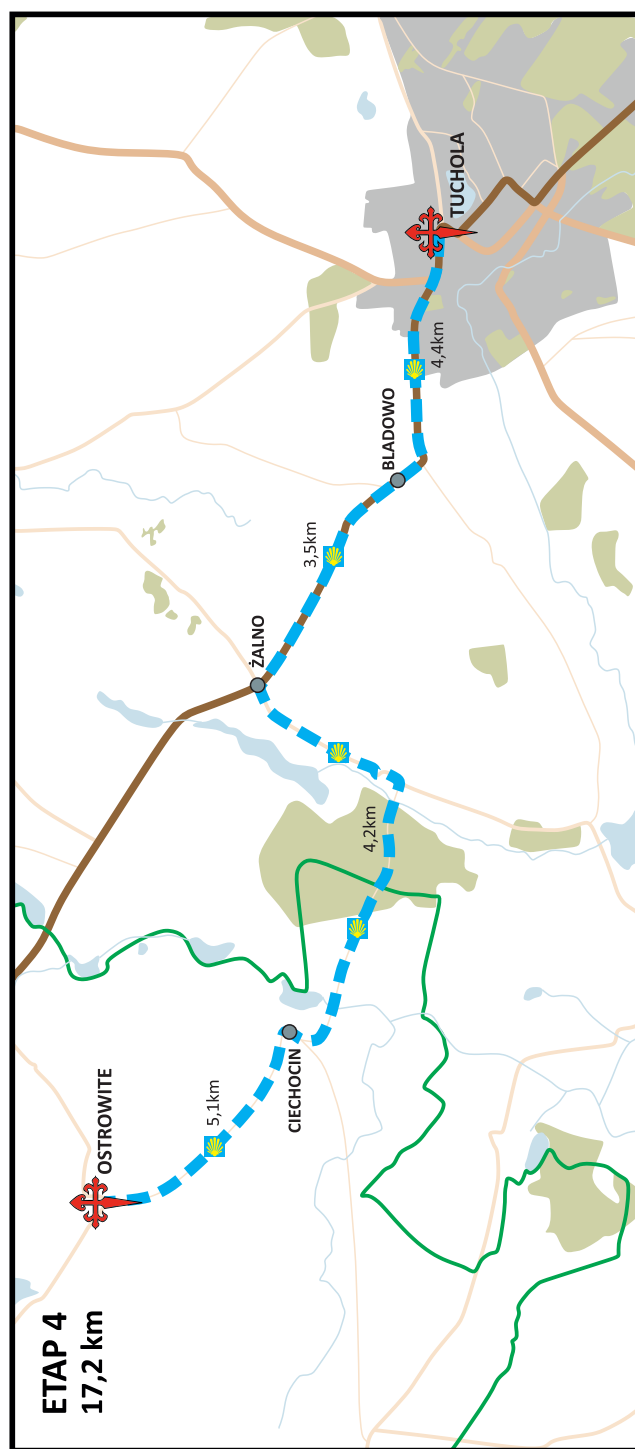 ETAP 4
17,2 km
OSTROWITE
5,1km
CIECHOCIN
4,2km
ŻALNO
3,5km
BLADOWO
4,4km
TUCHOLA